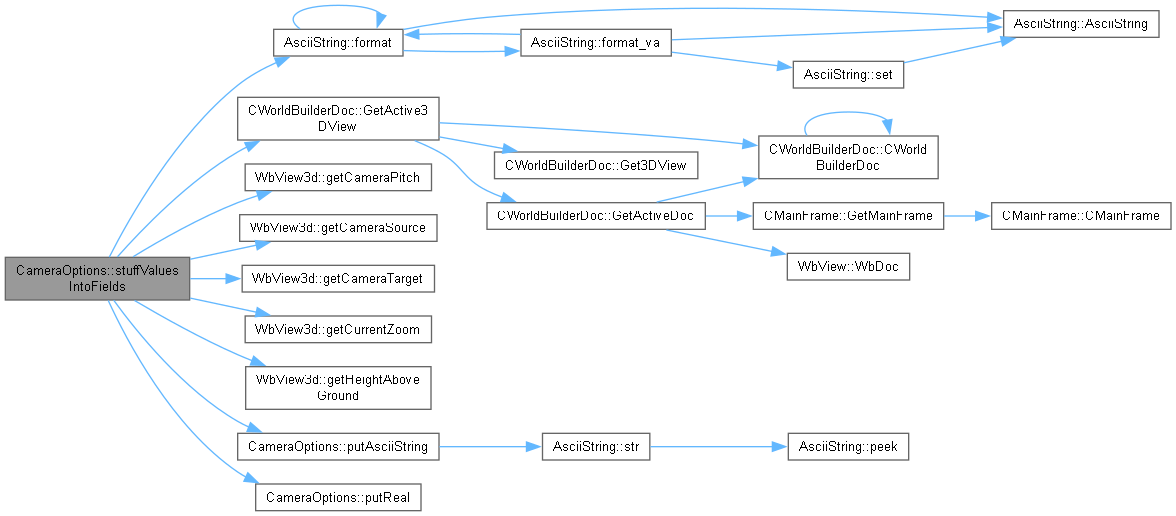 AsciiString::AsciiString
AsciiString::format
AsciiString::format_va
AsciiString::set
CWorldBuilderDoc::GetActive3
DView
CWorldBuilderDoc::CWorld
BuilderDoc
CWorldBuilderDoc::Get3DView
WbView3d::getCameraPitch
CWorldBuilderDoc::GetActiveDoc
CMainFrame::GetMainFrame
CMainFrame::CMainFrame
WbView3d::getCameraSource
WbView::WbDoc
CameraOptions::stuffValues
IntoFields
WbView3d::getCameraTarget
WbView3d::getCurrentZoom
WbView3d::getHeightAbove
Ground
CameraOptions::putAsciiString
AsciiString::str
AsciiString::peek
CameraOptions::putReal